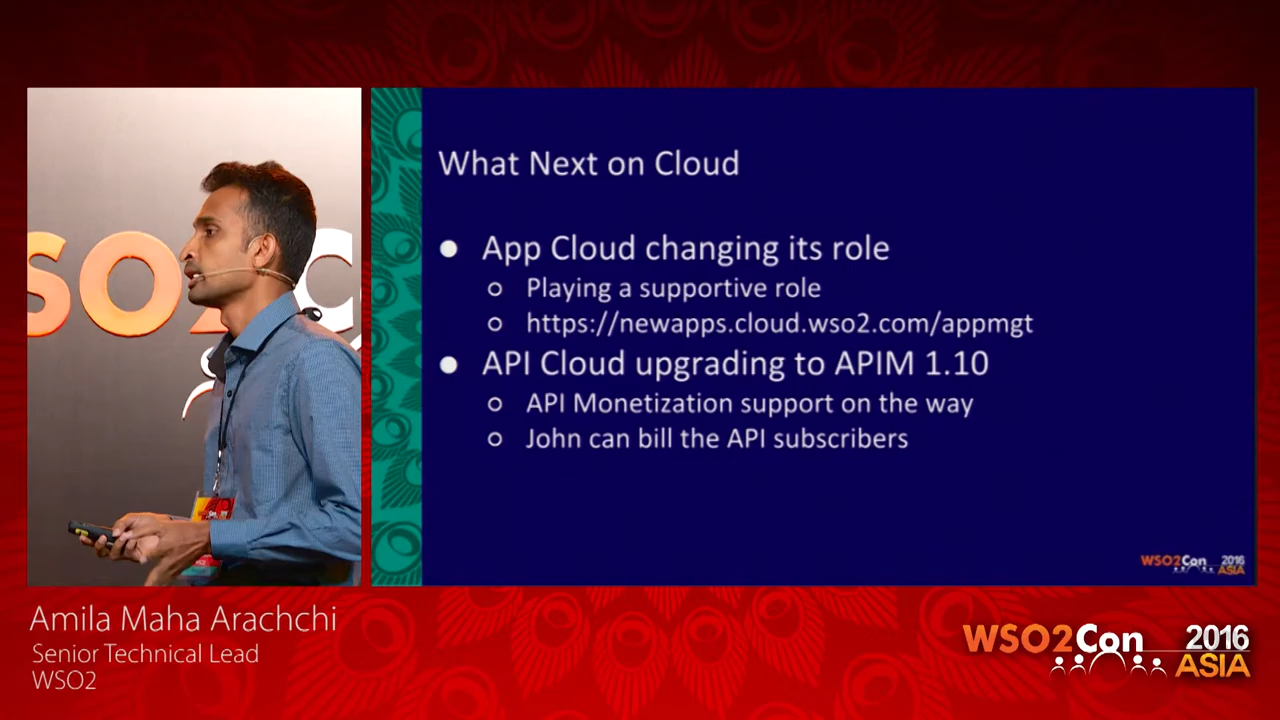 What Next on Cloud
● App Cloud changing its role
○ Playing a supportive role
○ https://newapps.cloud.wso2.com/appmgt
● API Cloud upgrading to APIM 1.10
○ API Monetization support on the way
○ John can bill the API subscribers
WSO2Con 2016
ASIA
Amila Maha Arachchi
Senior Technical Lead
WSO2
WSO2Con 2016
ASIA